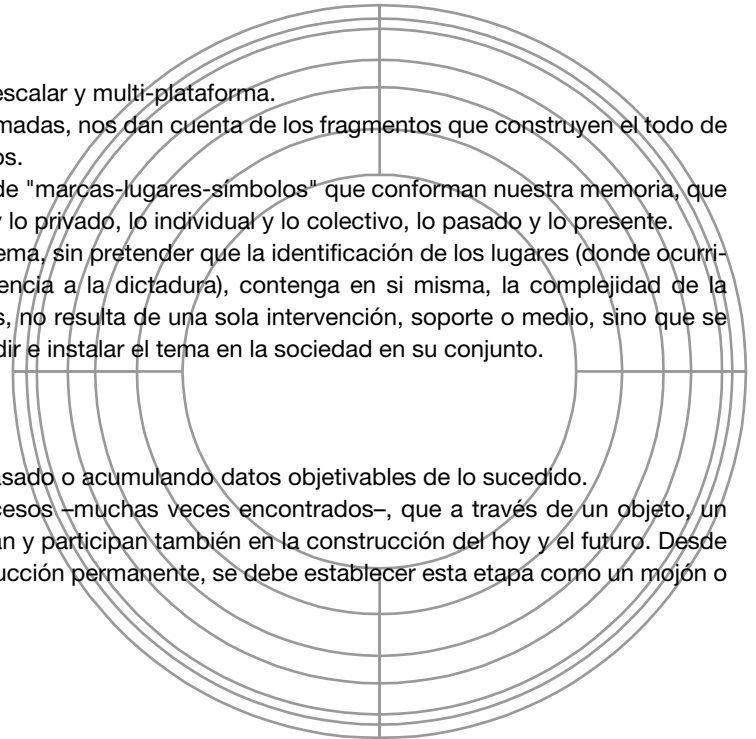 escalar y multi-plataforma.
madas, nos dan cuenta de los fragmentos que construyen el todo de
os.
de "marcas-lugares-símbolos" que conforman nuestra memoria, que
y lo privado, lo individual y lo colectivo, lo pasado y lo presente.
ema, sin pretender que la identificación de los lugares (donde ocurri-
encia a la dictadura), contenga en si misma, la complejidad de la
s, no resulta de una sola intervención, soporte o medio, sino que se
dir e instalar el tema en la sociedad en su conjunto.
asado o acumulando datos objetivables de lo sucedido.
cesos –muchas veces encontrados–, que a través de un objeto, un
an y participan también en la construcción del hoy y el futuro. Desde
ucción permanente, se debe establecer esta etapa como un mojón o